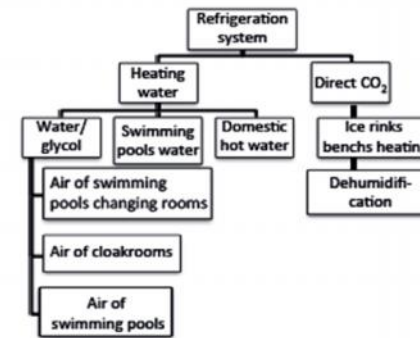 Refrigeration
system
Heating
water
Direct CO₂
Water/
glycol
Swimming
pools water
Domestic
hot water
Ice rinks
benchs heatin
Air of swimming
pools changing rooms
Dehumidifi-
cation
Air of cloakrooms
Air of
swimming pools